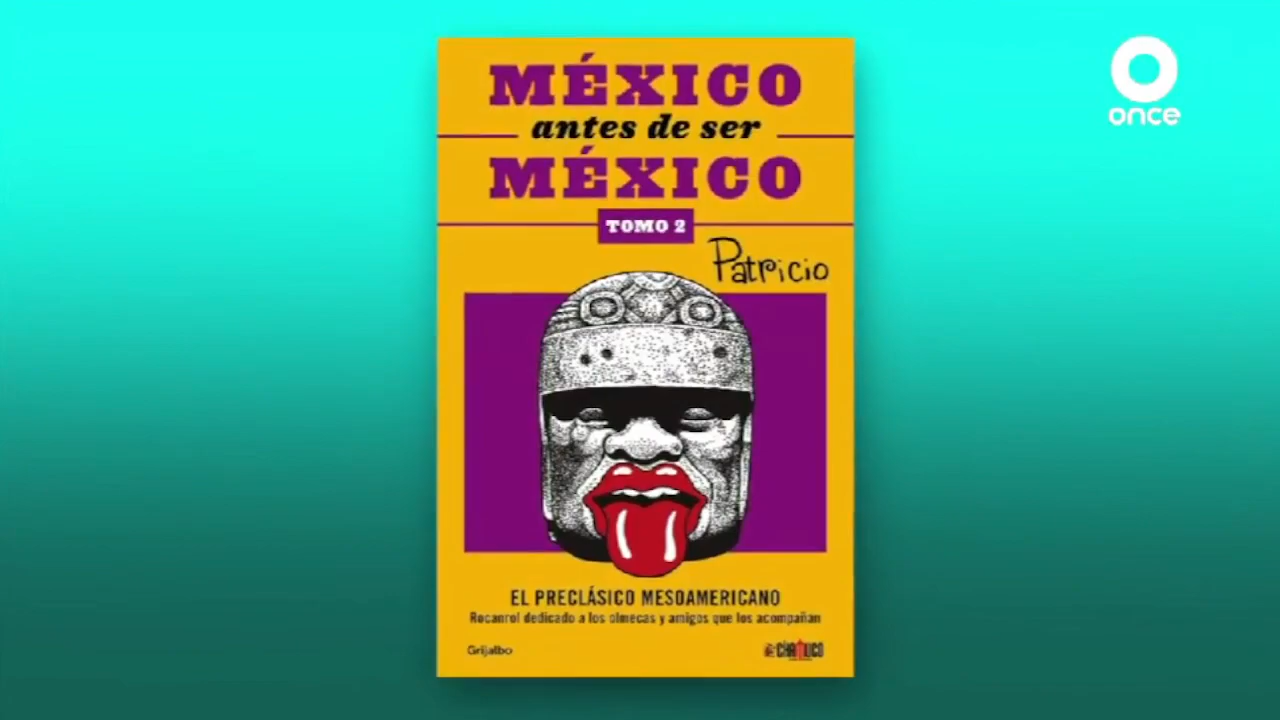 MÉXICO
antes de ser
MÉXICO
TOMO 2
Patricio
EL PRECLÁSICO MESOAMERICANO
Rocanrol dedicado a los olmecas y amigos que los acompañan
Grijalbo
once